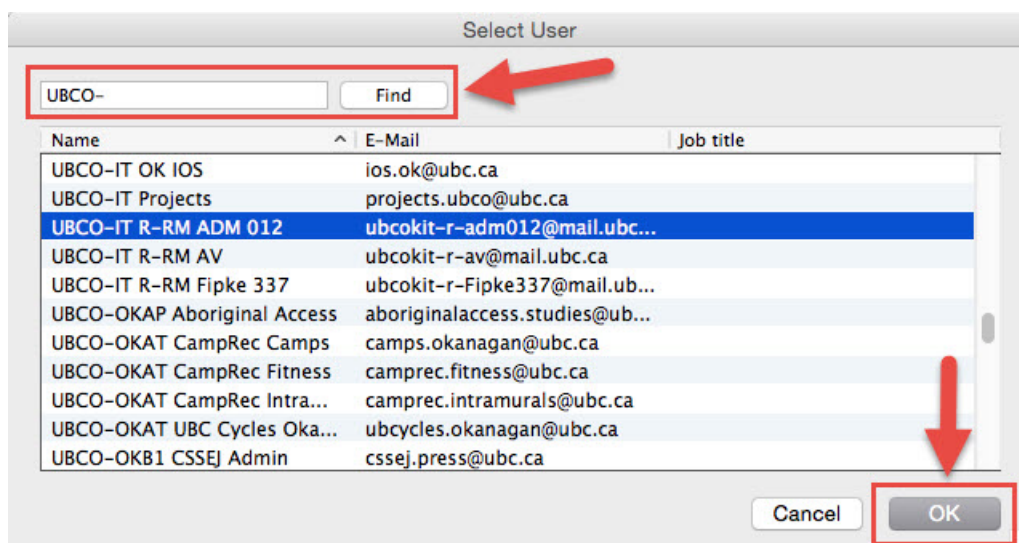 Select User
UBCO- Find
Name E-Mail Job title
UBCO-IT OK IOS ios.ok@ubc.ca
UBCO-IT Projects projects.ubco@ubc.ca
UBCO-IT R-RM ADM 012 ubcokit-r-adm012@mail.ubc...
UBCO-IT R-RM AV ubcokit-r-av@mail.ubc.ca
UBCO-IT R-RM Fipke 337 ubcokit-r-Fipke337@mail.ub...
UBCO-OKAP Aboriginal Access aboriginalaccess.studies@ub...
UBCO-OKAT CampRec Camps camps.okanagan@ubc.ca
UBCO-OKAT CampRec Fitness camprec.fitness@ubc.ca
UBCO-OKAT CampRec Intra... camprec.intramurals@ubc.ca
UBCO-OKAT UBC Cycles Oka... ubcycles.okanagan@ubc.ca
UBCO-OKB1 CSSEJ Admin cssej.press@ubc.ca
Cancel OK